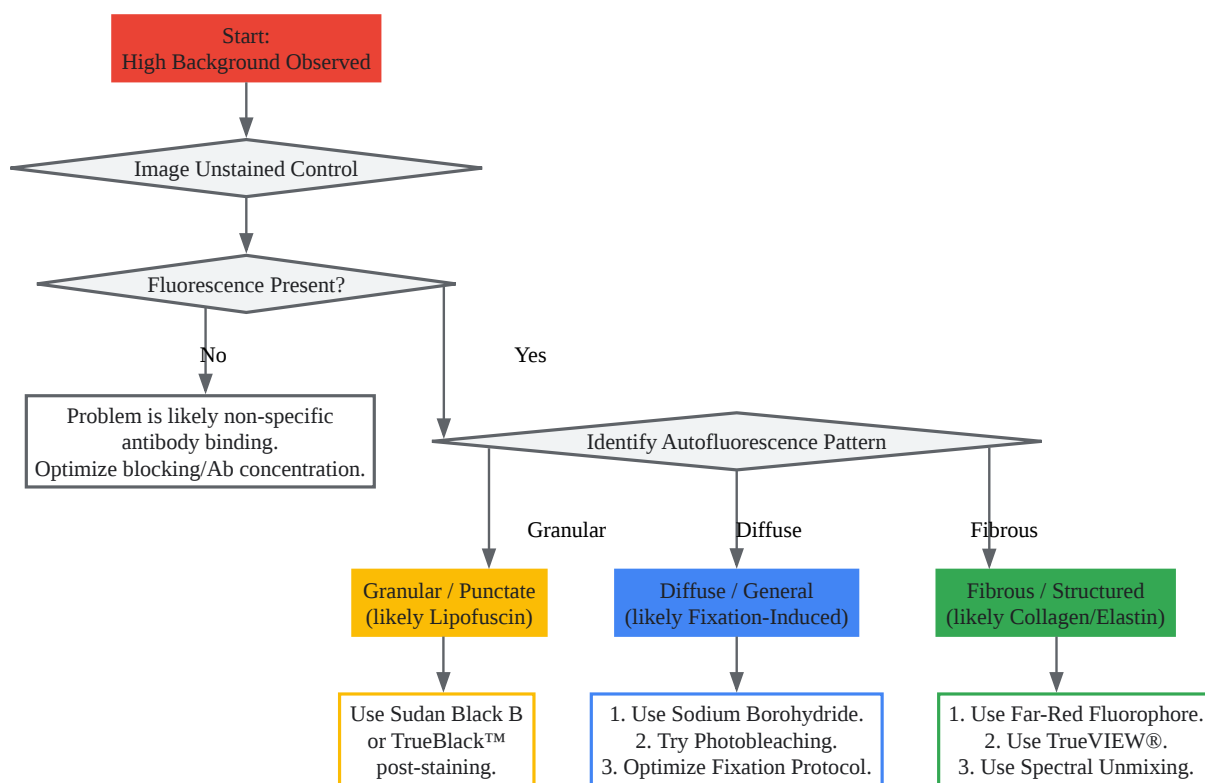 Start:
High Background Observed
Image Unstained Control
Fluorescence Present?
No
Yes
Problem is likely non-specific
antibody binding.
Optimize blocking/Ab concentration.
Identify Autofluorescence Pattern
Granular
Diffuse
Fibrous
Granular / Punctate
(likely Lipofuscin)
Diffuse / General
(likely Fixation-Induced)
Fibrous / Structured
(likely Collagen/Elastin)
Use Sudan Black B
or TrueBlack™
post-staining.
1. Use Sodium Borohydride.
2. Try Photobleaching.
3. Optimize Fixation Protocol.
1. Use Far-Red Fluorophore.
2. Use TrueVIEW®.
3. Use Spectral Unmixing.